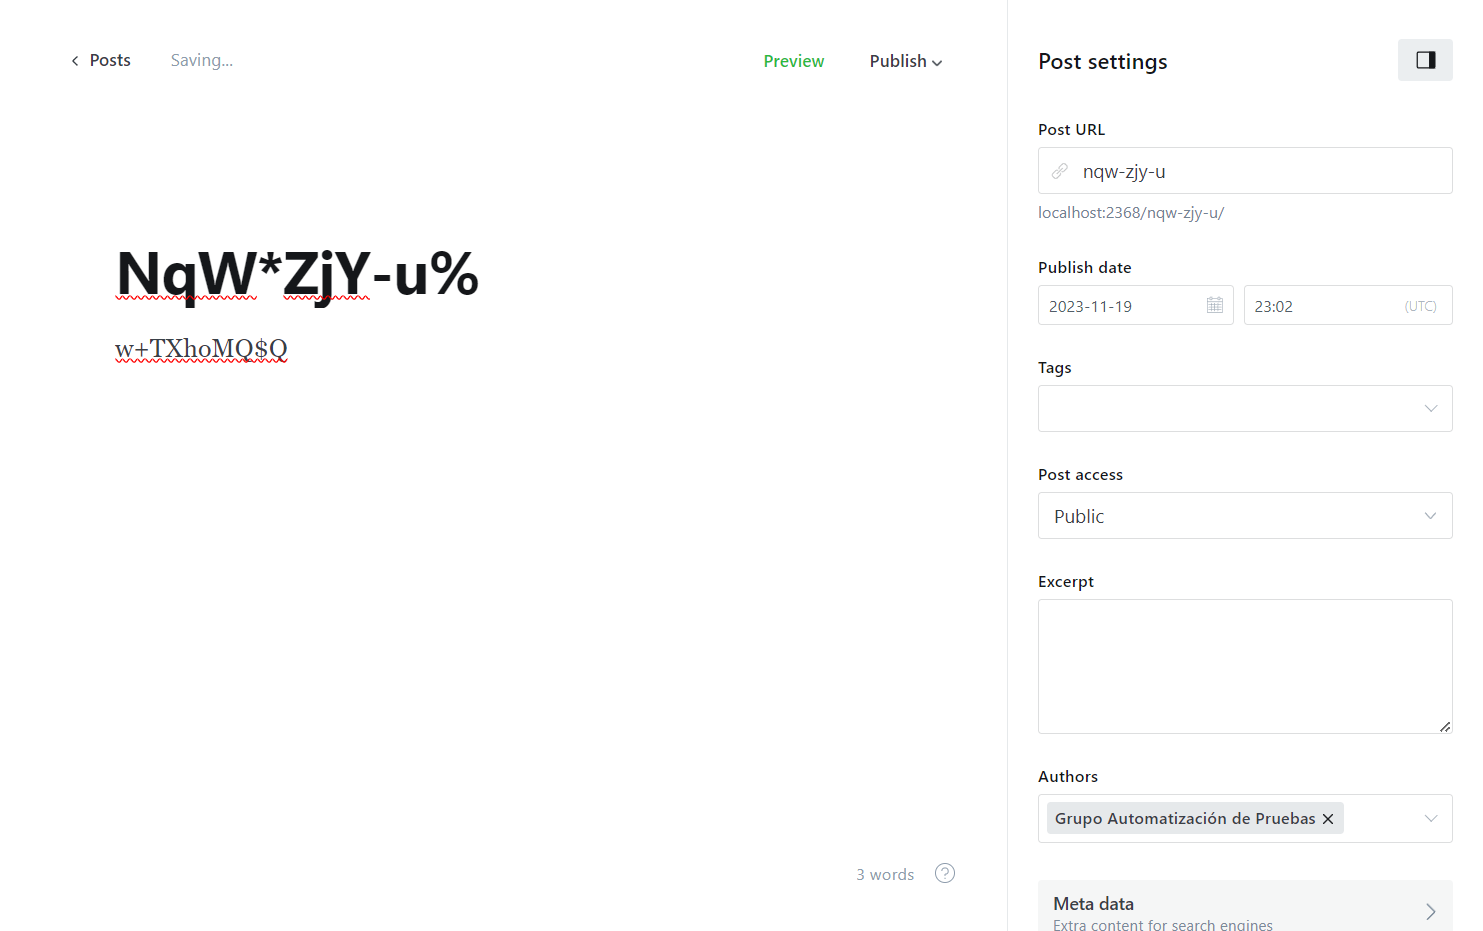 Posts
Saving...
Preview
Publish
NqW*ZjY-u%
w+TXhoMQ$Q
3 words
?
Post settings
Post URL
nqw-zjy-u
localhost:2368/nqw-zjy-u/
Publish date
2023-11-19
23:02
(UTC)
Tags
Post access
Public
Excerpt
Authors
Grupo Automatización de Pruebas
Meta data
Extra content for search engines